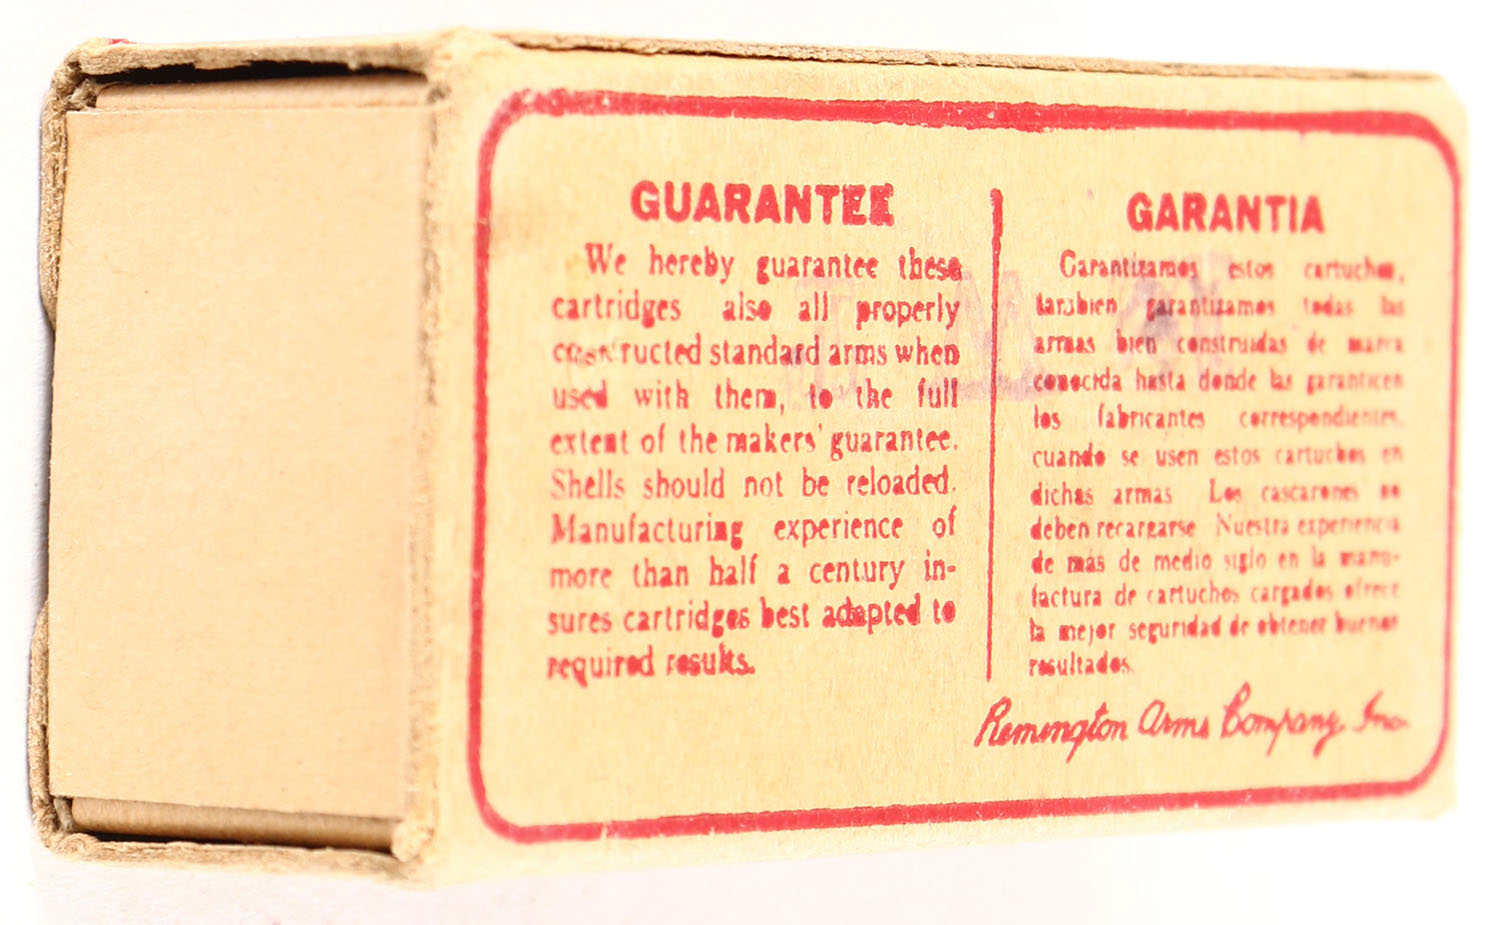 GUARANTEE
We hereby guarantee these
cartridges also all properly
constructed standard arms when
used with them, to the full
extent of the makers' guarantee.
Shells should not be reloaded.
Manufacturing experience of
more than half a century in-
sures cartridges best adapted to
required results.
GARANTIA
Garantizamos estos cartuchos,
tambien garantizamos todas las
armas bien construidas de marca
conocida hasta donde las garanticen
los fabricantes correspondientes,
cuando se usen estos cartuchos en
dichas armas Los cascarones no
deben recargarse Nuestra experiencia
de más de medio siglo en la manu-
factura de cartuchos cargados ofrece
la mejor seguridad de obtener buenos
resultados.
Remington Arms Company, Inc.